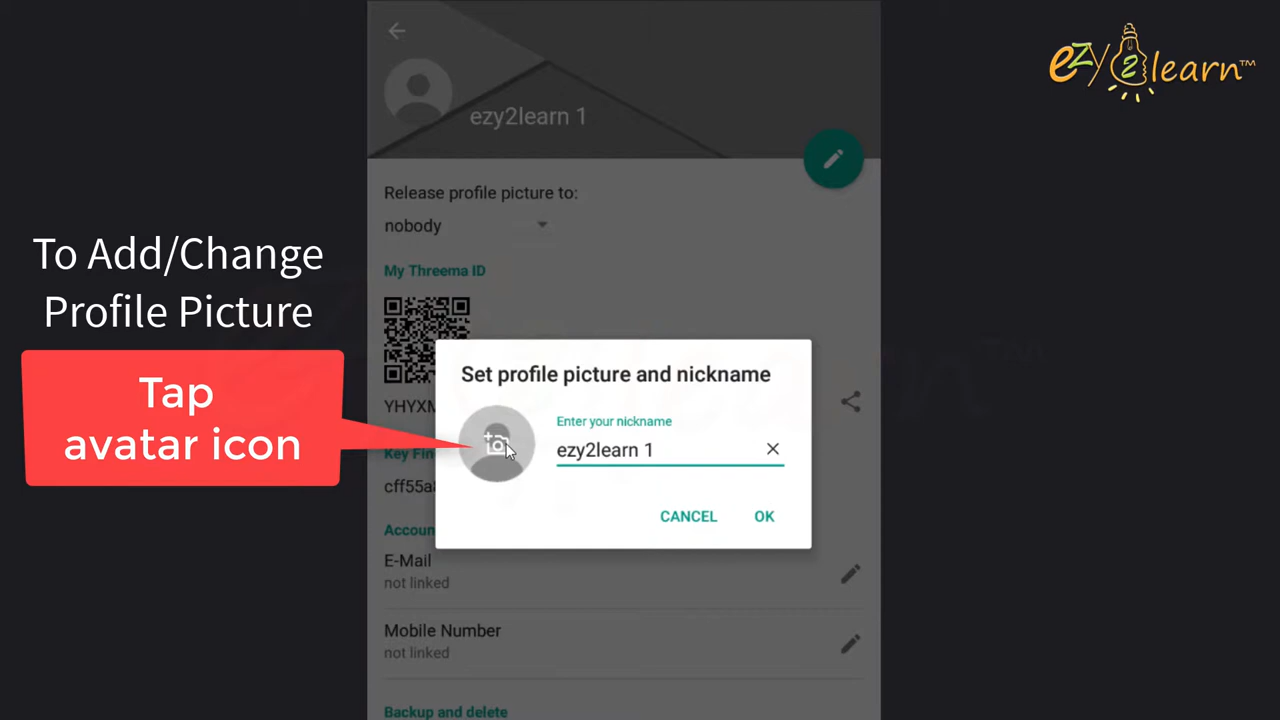 ezy2learn™
ezy2learn 1
Release profile picture to:
nobody
To Add/Change
Profile Picture
My Threema ID
Tap
avatar icon
Set profile picture and nickname
Enter your nickname
ezy2learn 1
CANCEL
OK
E-Mail
not linked
Mobile Number
not linked
Backup and delete